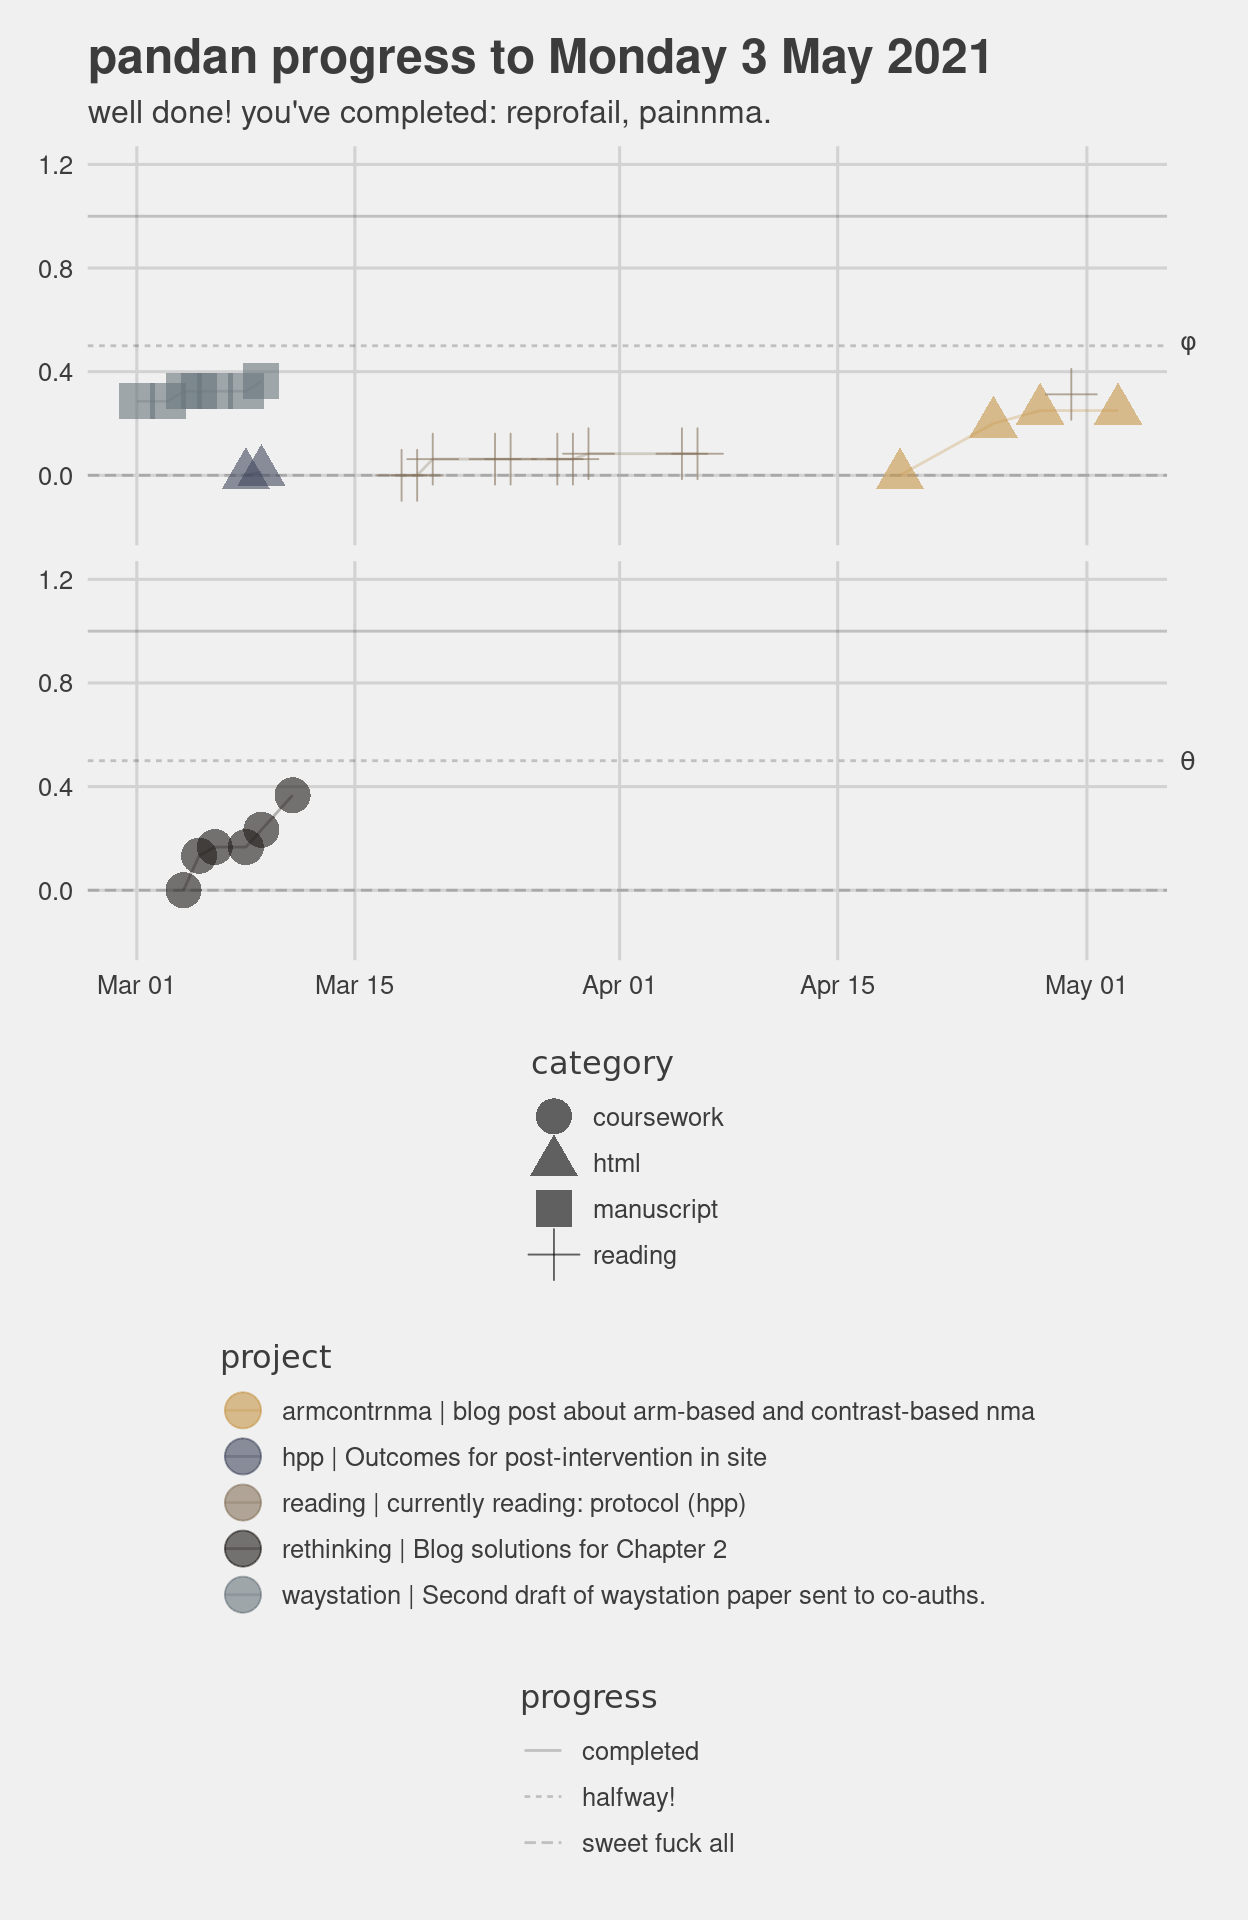 pandan progress to Monday 3 May 2021
well done! you've completed: reprofail, painnma.
1.2
0.8
φ
0.4
0.0
1.2
0.8
θ
0.4
0.0
Mar 01 Mar 15 Apr 01 Apr 15 May 01
category
coursework
html
manuscript
reading
project
armcontrnma | blog post about arm-based and contrast-based nma
hpp | Outcomes for post-intervention in site
reading | currently reading: protocol (hpp)
rethinking | Blog solutions for Chapter 2
waystation | Second draft of waystation paper sent to co-auths.
progress
completed
halfway!
sweet fuck all